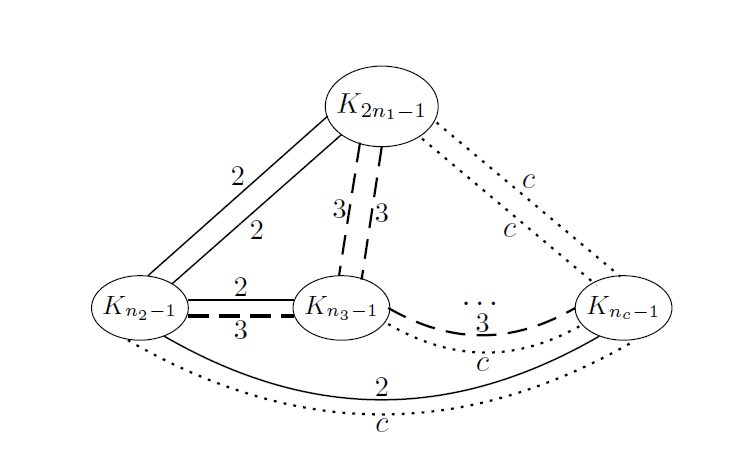 K_{2n_1−1}
2
c
3
3
2
c
2
K_{n_2−1}
K_{n_3−1}
...
K_{n_c−1}
3
3
c
2
c